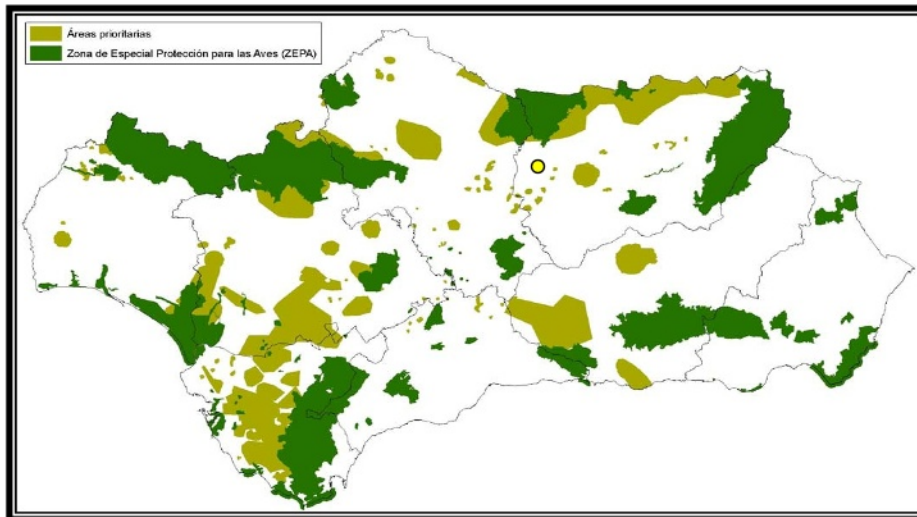 Áreas prioritarias
Zona de Especial Protección para las Aves (ZEPA)